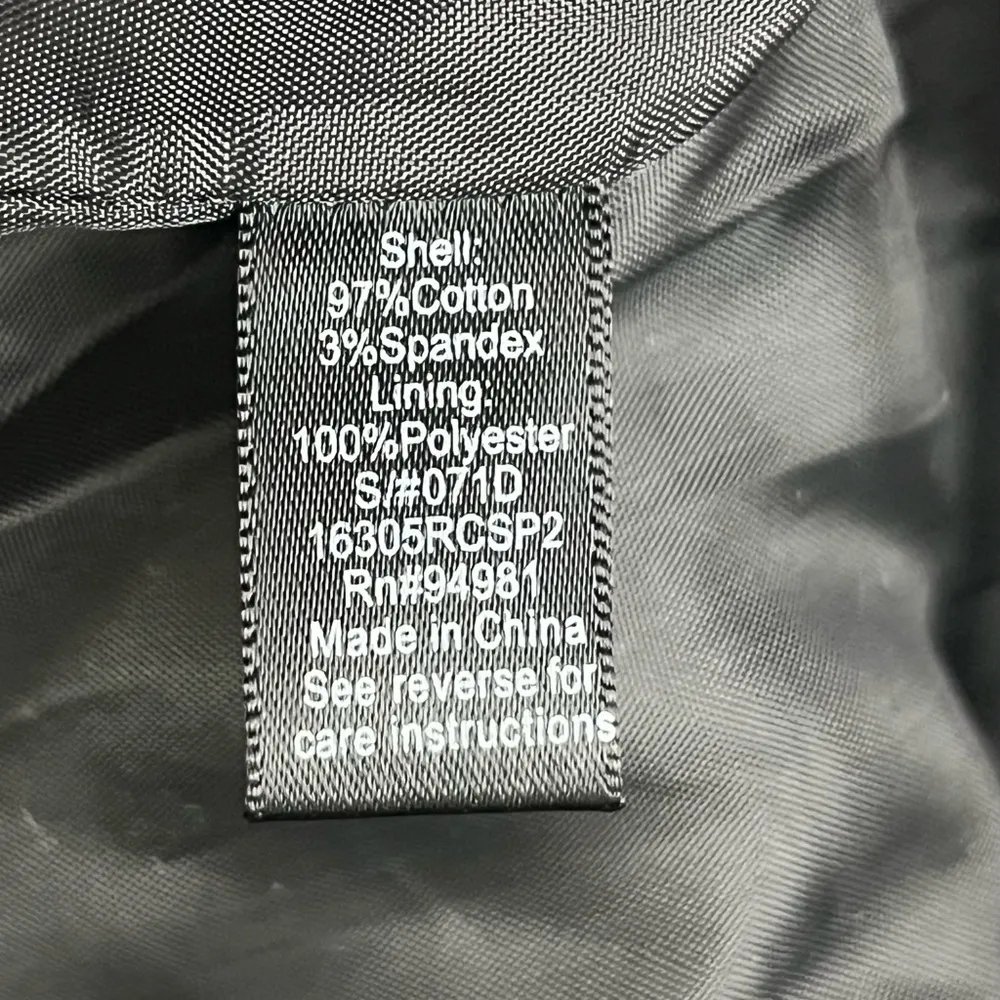 Shell:
97%Cotton
3%Spandex
Lining:
100%Polyester
S/#071D
16305RCSP2
Rn#94981
Made in China
See reverse for
care instructions